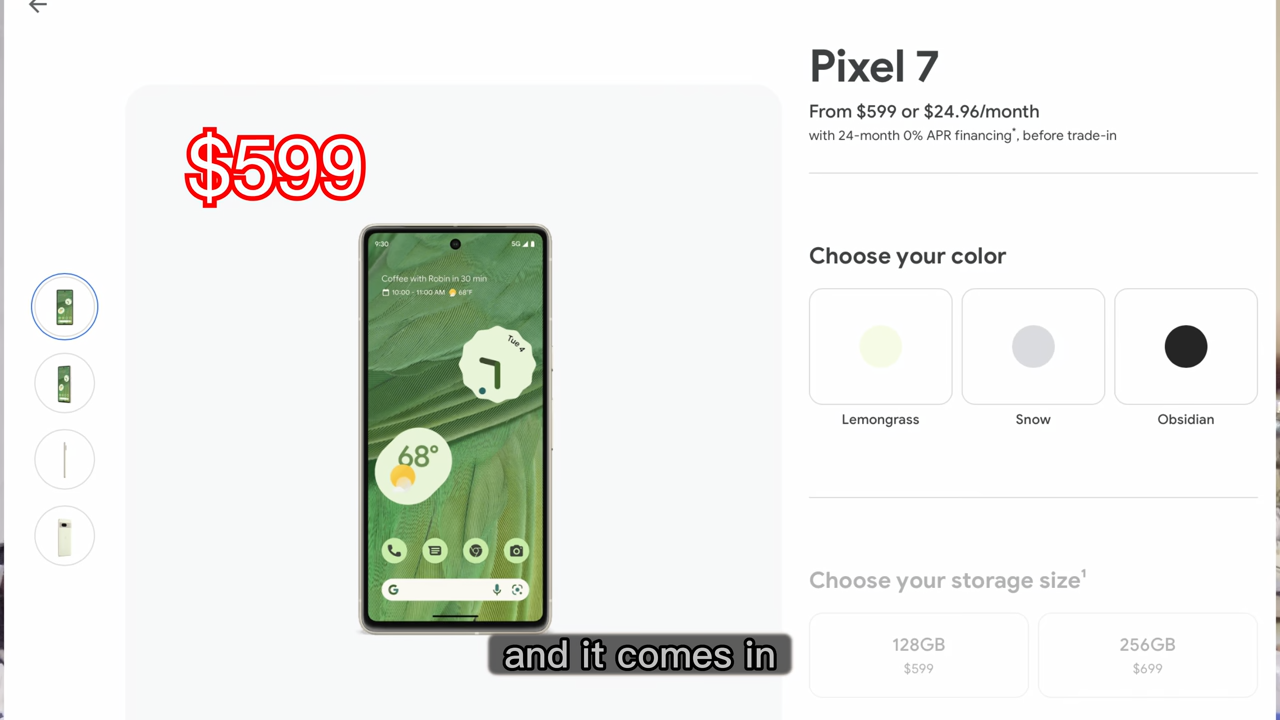 Pixel 7
From $599 or $24.96/month
with 24-month 0% APR financing*, before trade-in
$599
9:30
5G
Coffee with Robin in 30 min
10:00 - 11:00 AM 68°F
Tue 4
68°
G
Choose your color
Lemongrass
Snow
Obsidian
Choose your storage size¹
128GB
$599
256GB
$699
and it comes in